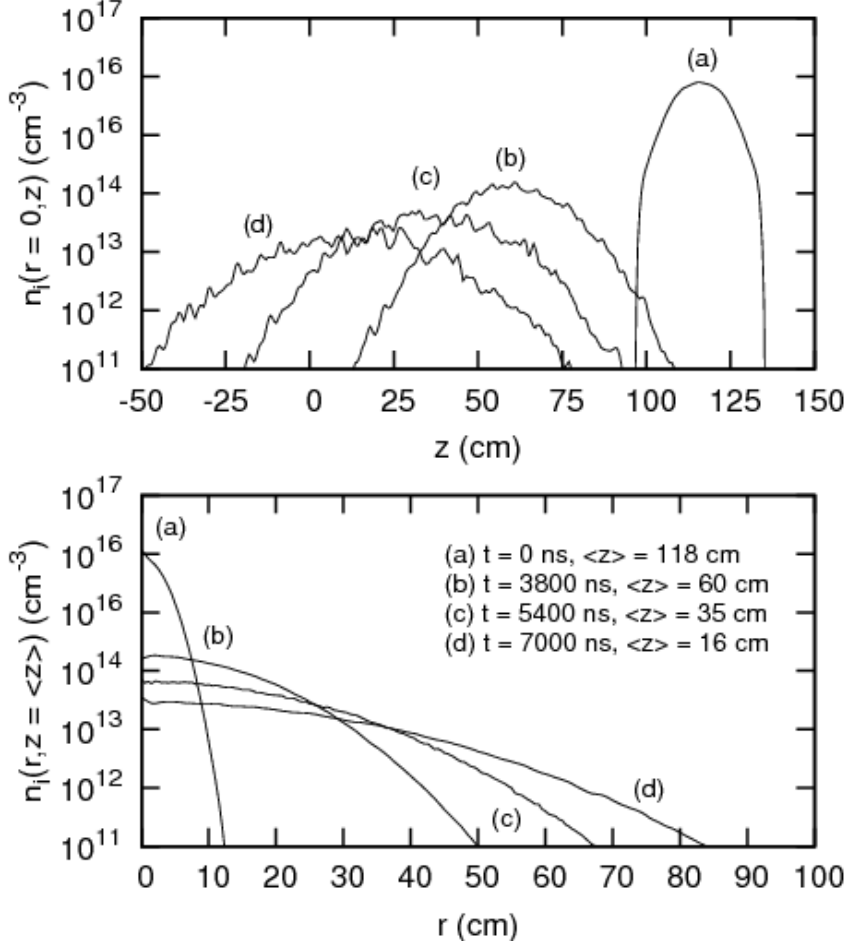 10^17
10^16
10^16
10^14
10^13
10^12
10^11
n_i(r = 0,z) (cm^-3)
(a)
(b)
(c)
(d)
-50 -25 0 25 50 75 100 125 150
z (cm)
10^17
10^16
10^16
10^14
10^13
10^12
10^11
n_i(r,z = <z>) (cm^-3)
(a)
(b)
(c)
(d)
(a) t = 0 ns, <z> = 118 cm
(b) t = 3800 ns, <z> = 60 cm
(c) t = 5400 ns, <z> = 35 cm
(d) t = 7000 ns, <z> = 16 cm
0 10 20 30 40 50 60 70 80 90 100
r (cm)